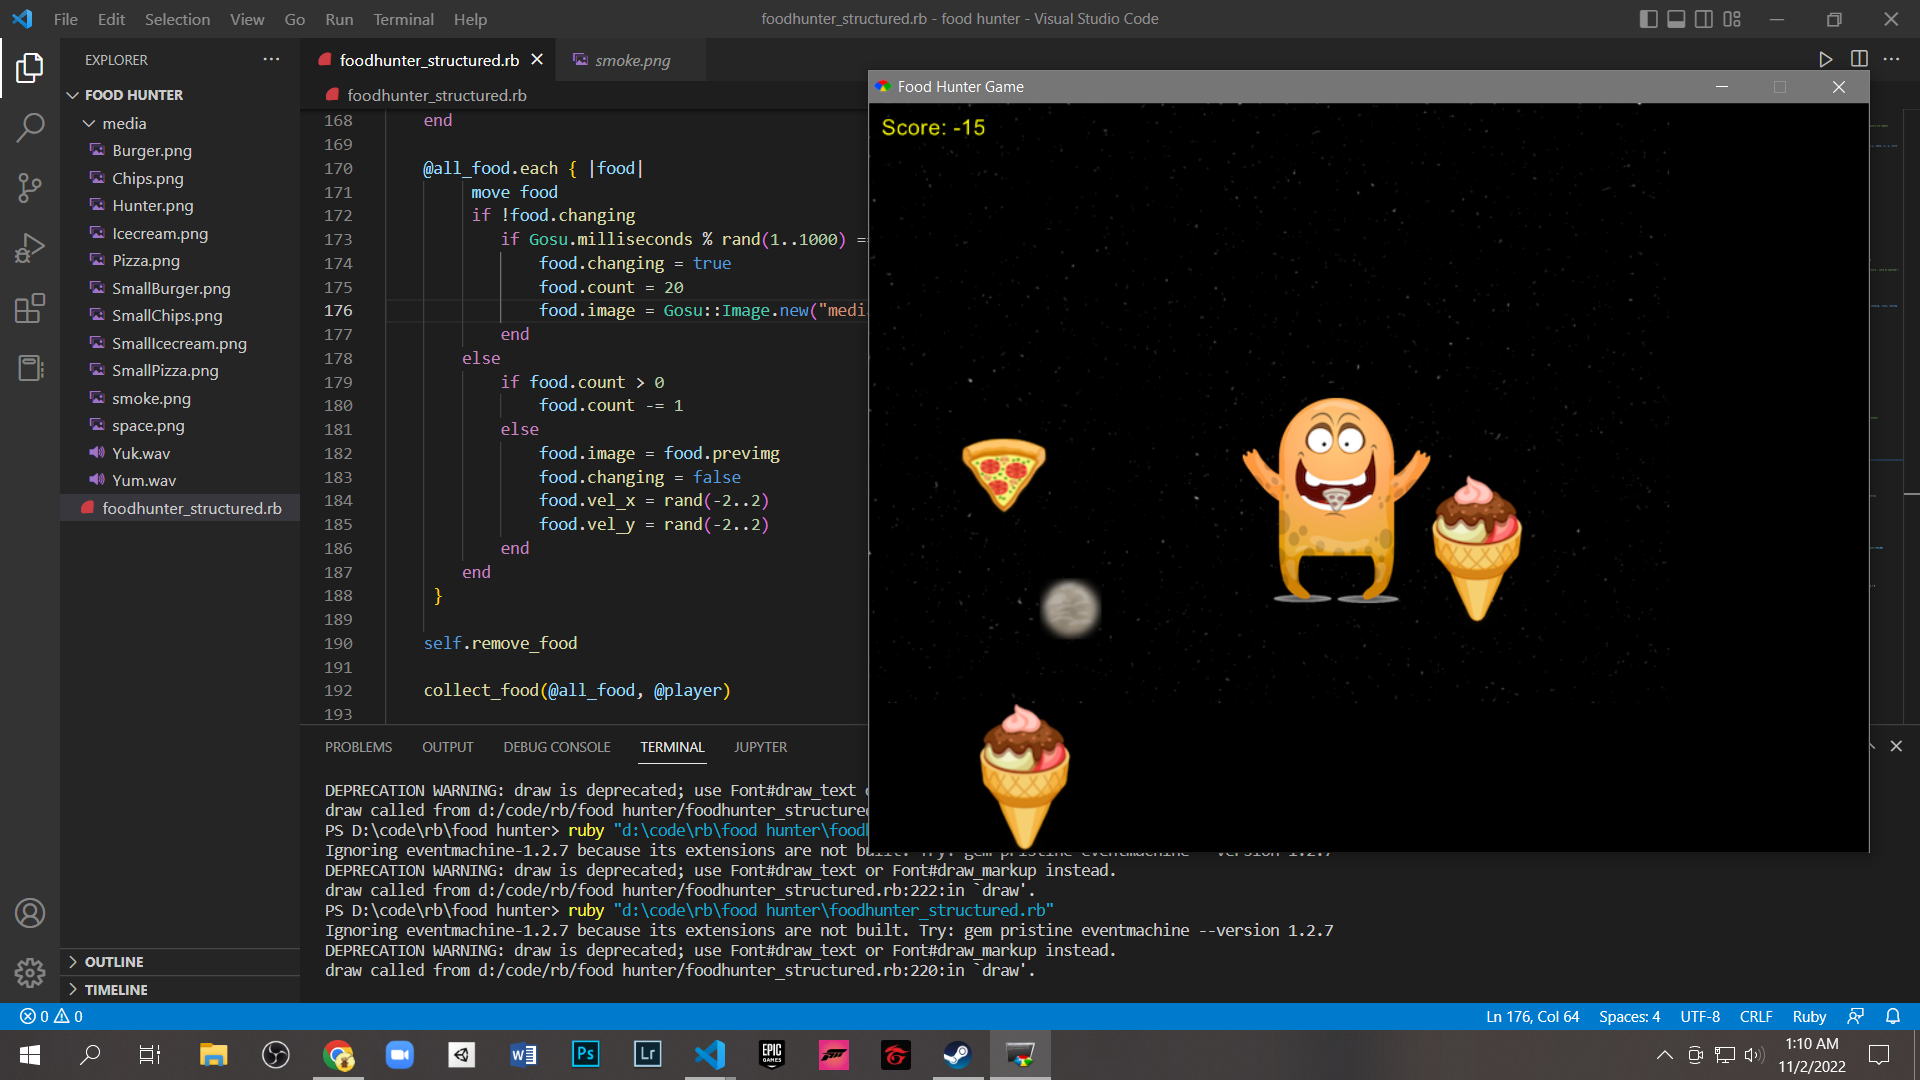 File Edit Selection View Go Run Terminal Help
foodhunter_structured.rb - food hunter - Visual Studio Code
EXPLORER
FOOD HUNTER
media
Burger.png
Chips.png
Hunter.png
Icecream.png
Pizza.png
SmallBurger.png
SmallChips.png
SmallIcecream.png
SmallPizza.png
smoke.png
space.png
Yuk.wav
Yum.wav
foodhunter_structured.rb
OUTLINE
TIMELINE
foodhunter_structured.rb smoke.png
foodhunter_structured.rb
168 end
169
170 @all_food.each { |food|
171 move food
172 if !food.changing
173 if Gosu.milliseconds % rand(1..1000) ==
174 food.changing = true
175 food.count = 20
176 food.image = Gosu::Image.new("medi
177 end
178 else
179 if food.count > 0
180 food.count -= 1
181 else
182 food.image = food.previmg
183 food.changing = false
184 food.vel_x = rand(-2..2)
185 food.vel_y = rand(-2..2)
186 end
187 end
188 }
189
190 self.remove_food
191
192 collect_food(@all_food, @player)
193
Food Hunter Game
Score: -15
PROBLEMS OUTPUT DEBUG CONSOLE TERMINAL JUPYTER
DEPRECATION WARNING: draw is deprecated; use Font#draw_text
draw called from d:/code/rb/food hunter/foodhunter_structured
PS D:\code\rb\food hunter> ruby "d:\code\rb\food hunter\food
Ignoring eventmachine-1.2.7 because its extensions are not built. Try: gem pristine eventmachine --version 1.2.7
DEPRECATION WARNING: draw is deprecated; use Font#draw_text or Font#draw_markup instead.
draw called from d:/code/rb/food hunter/foodhunter_structured.rb:222:in `draw'.
PS D:\code\rb\food hunter> ruby "d:\code\rb\food hunter\foodhunter_structured.rb"
Ignoring eventmachine-1.2.7 because its extensions are not built. Try: gem pristine eventmachine --version 1.2.7
DEPRECATION WARNING: draw is deprecated; use Font#draw_text or Font#draw_markup instead.
draw called from d:/code/rb/food hunter/foodhunter_structured.rb:220:in `draw'.
0 0
Ln 176, Col 64 Spaces: 4 UTF-8 CRLF Ruby
Ps
Lr
EPIC
GAMES
1:10 AM
11/2/2022